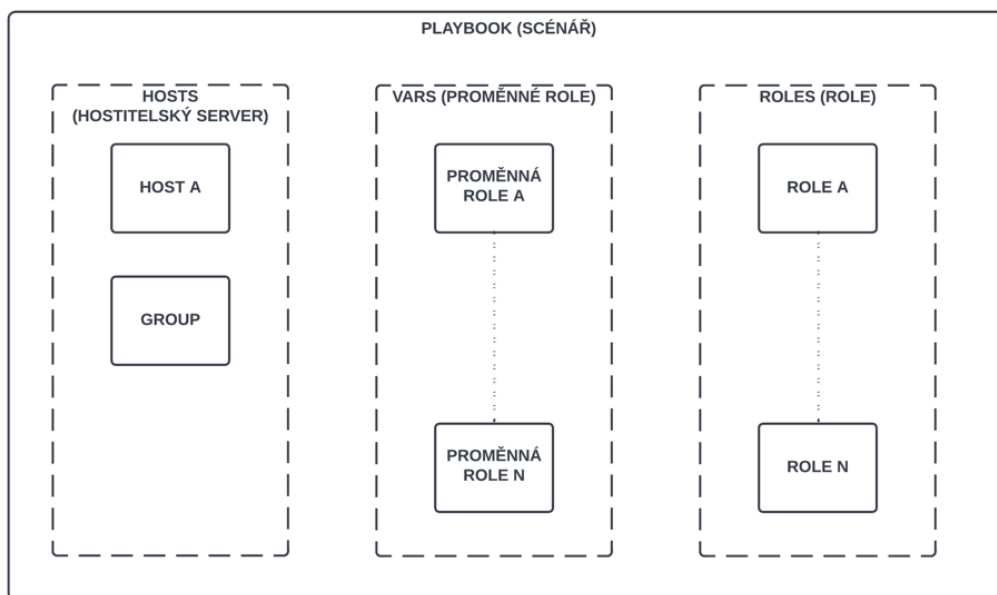 PLAYBOOK (SCÉNÁŘ)
HOSTS
(HOSTITELSKÝ SERVER)
HOST A
GROUP
VARS (PROMĚNNÉ ROLE)
PROMĚNNÁ
ROLE A
PROMĚNNÁ
ROLE N
ROLES (ROLE)
ROLE A
ROLE N